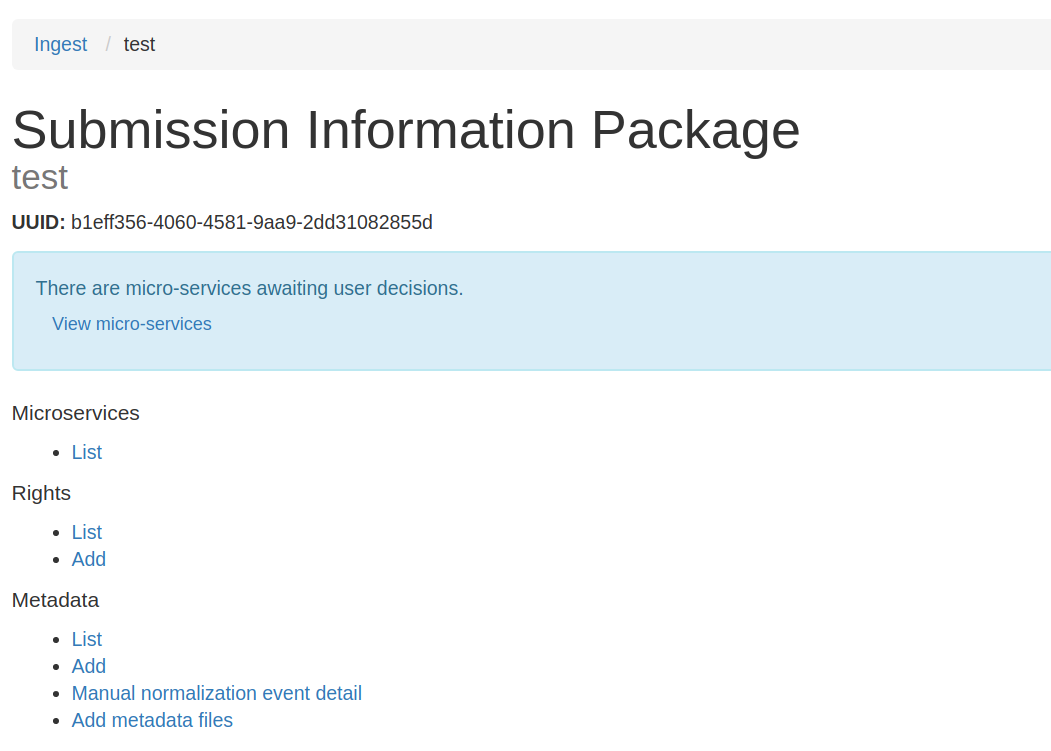 Ingest / test
Submission Information Package
test
UUID: b1eff356-4060-4581-9aa9-2dd31082855d
There are micro-services awaiting user decisions.
View micro-services
Microservices
• List
Rights
• List
• Add
Metadata
• List
• Add
• Manual normalization event detail
• Add metadata files